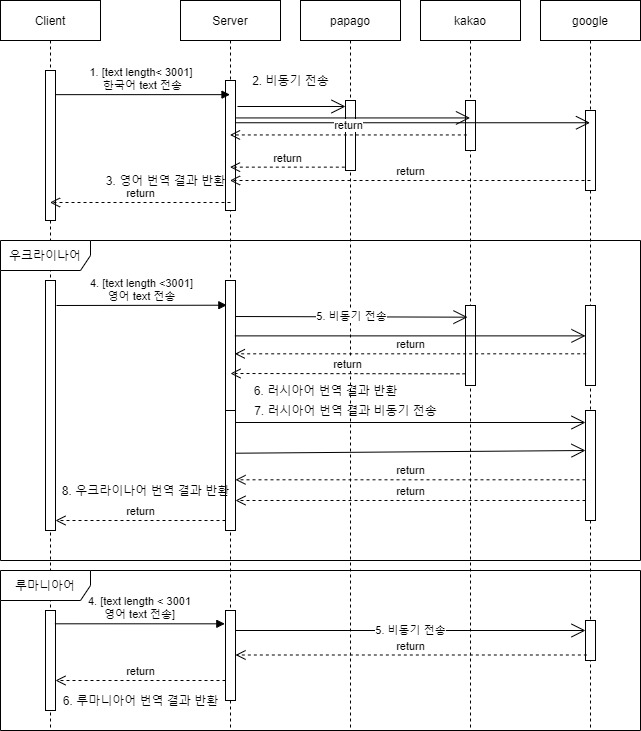 Client
Server
papago
kakao
google
1. [text length< 3001]
한국어 text 전송
2. 비동기 전송
return
return
return
3. 영어 번역 결과 반환
return
우크라이나어
4. [text length <3001]
영어 text 전송
5. 비동기 전송
return
return
6. 러시아어 번역 결과 반환
7. 러시아어 번역 결과 비동기 전송
return
8. 우크라이나어 번역 결과 반환
return
return
루마니아어
4. [text length < 3001
영어 text 전송]
5. 비동기 전송
return
return
6. 루마니아어 번역 결과 반환